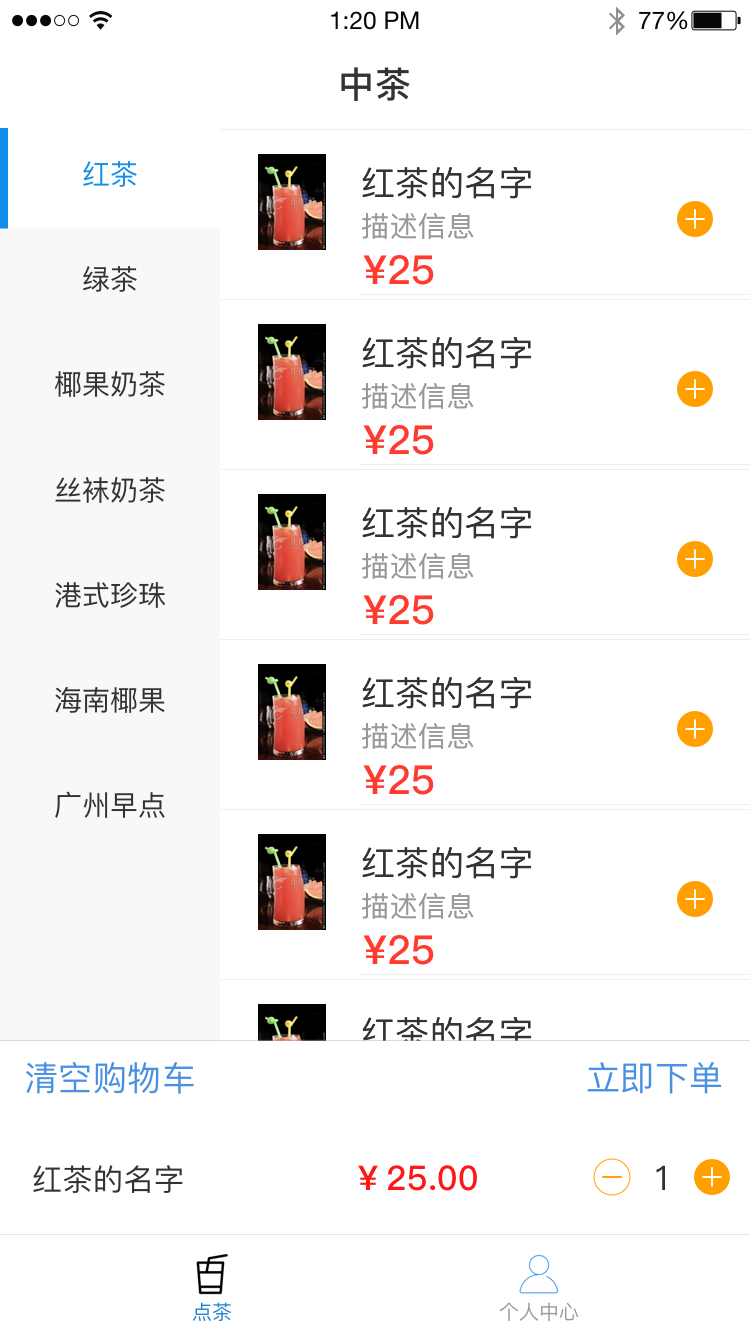 1:20 PM 77%
中茶
红茶
绿茶
椰果奶茶
丝袜奶茶
港式珍珠
海南椰果
广州早点
红茶的名字
描述信息
¥25
红茶的名字
描述信息
¥25
红茶的名字
描述信息
¥25
红茶的名字
描述信息
¥25
红茶的名字
描述信息
¥25
红茶的名字
清空购物车 立即下单
红茶的名字 ¥ 25.00 1
点茶 个人中心